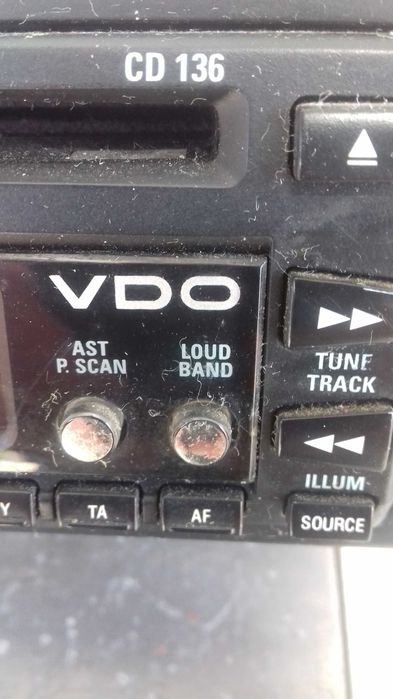 CD 136
VDO
AST
P. SCAN
LOUD
BAND
TUNE
TRACK
ILLUM
Y
TA
AF
SOURCE